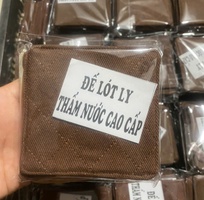 ĐẾ LÓT LY
THẤM NƯỚC CAO CẤP